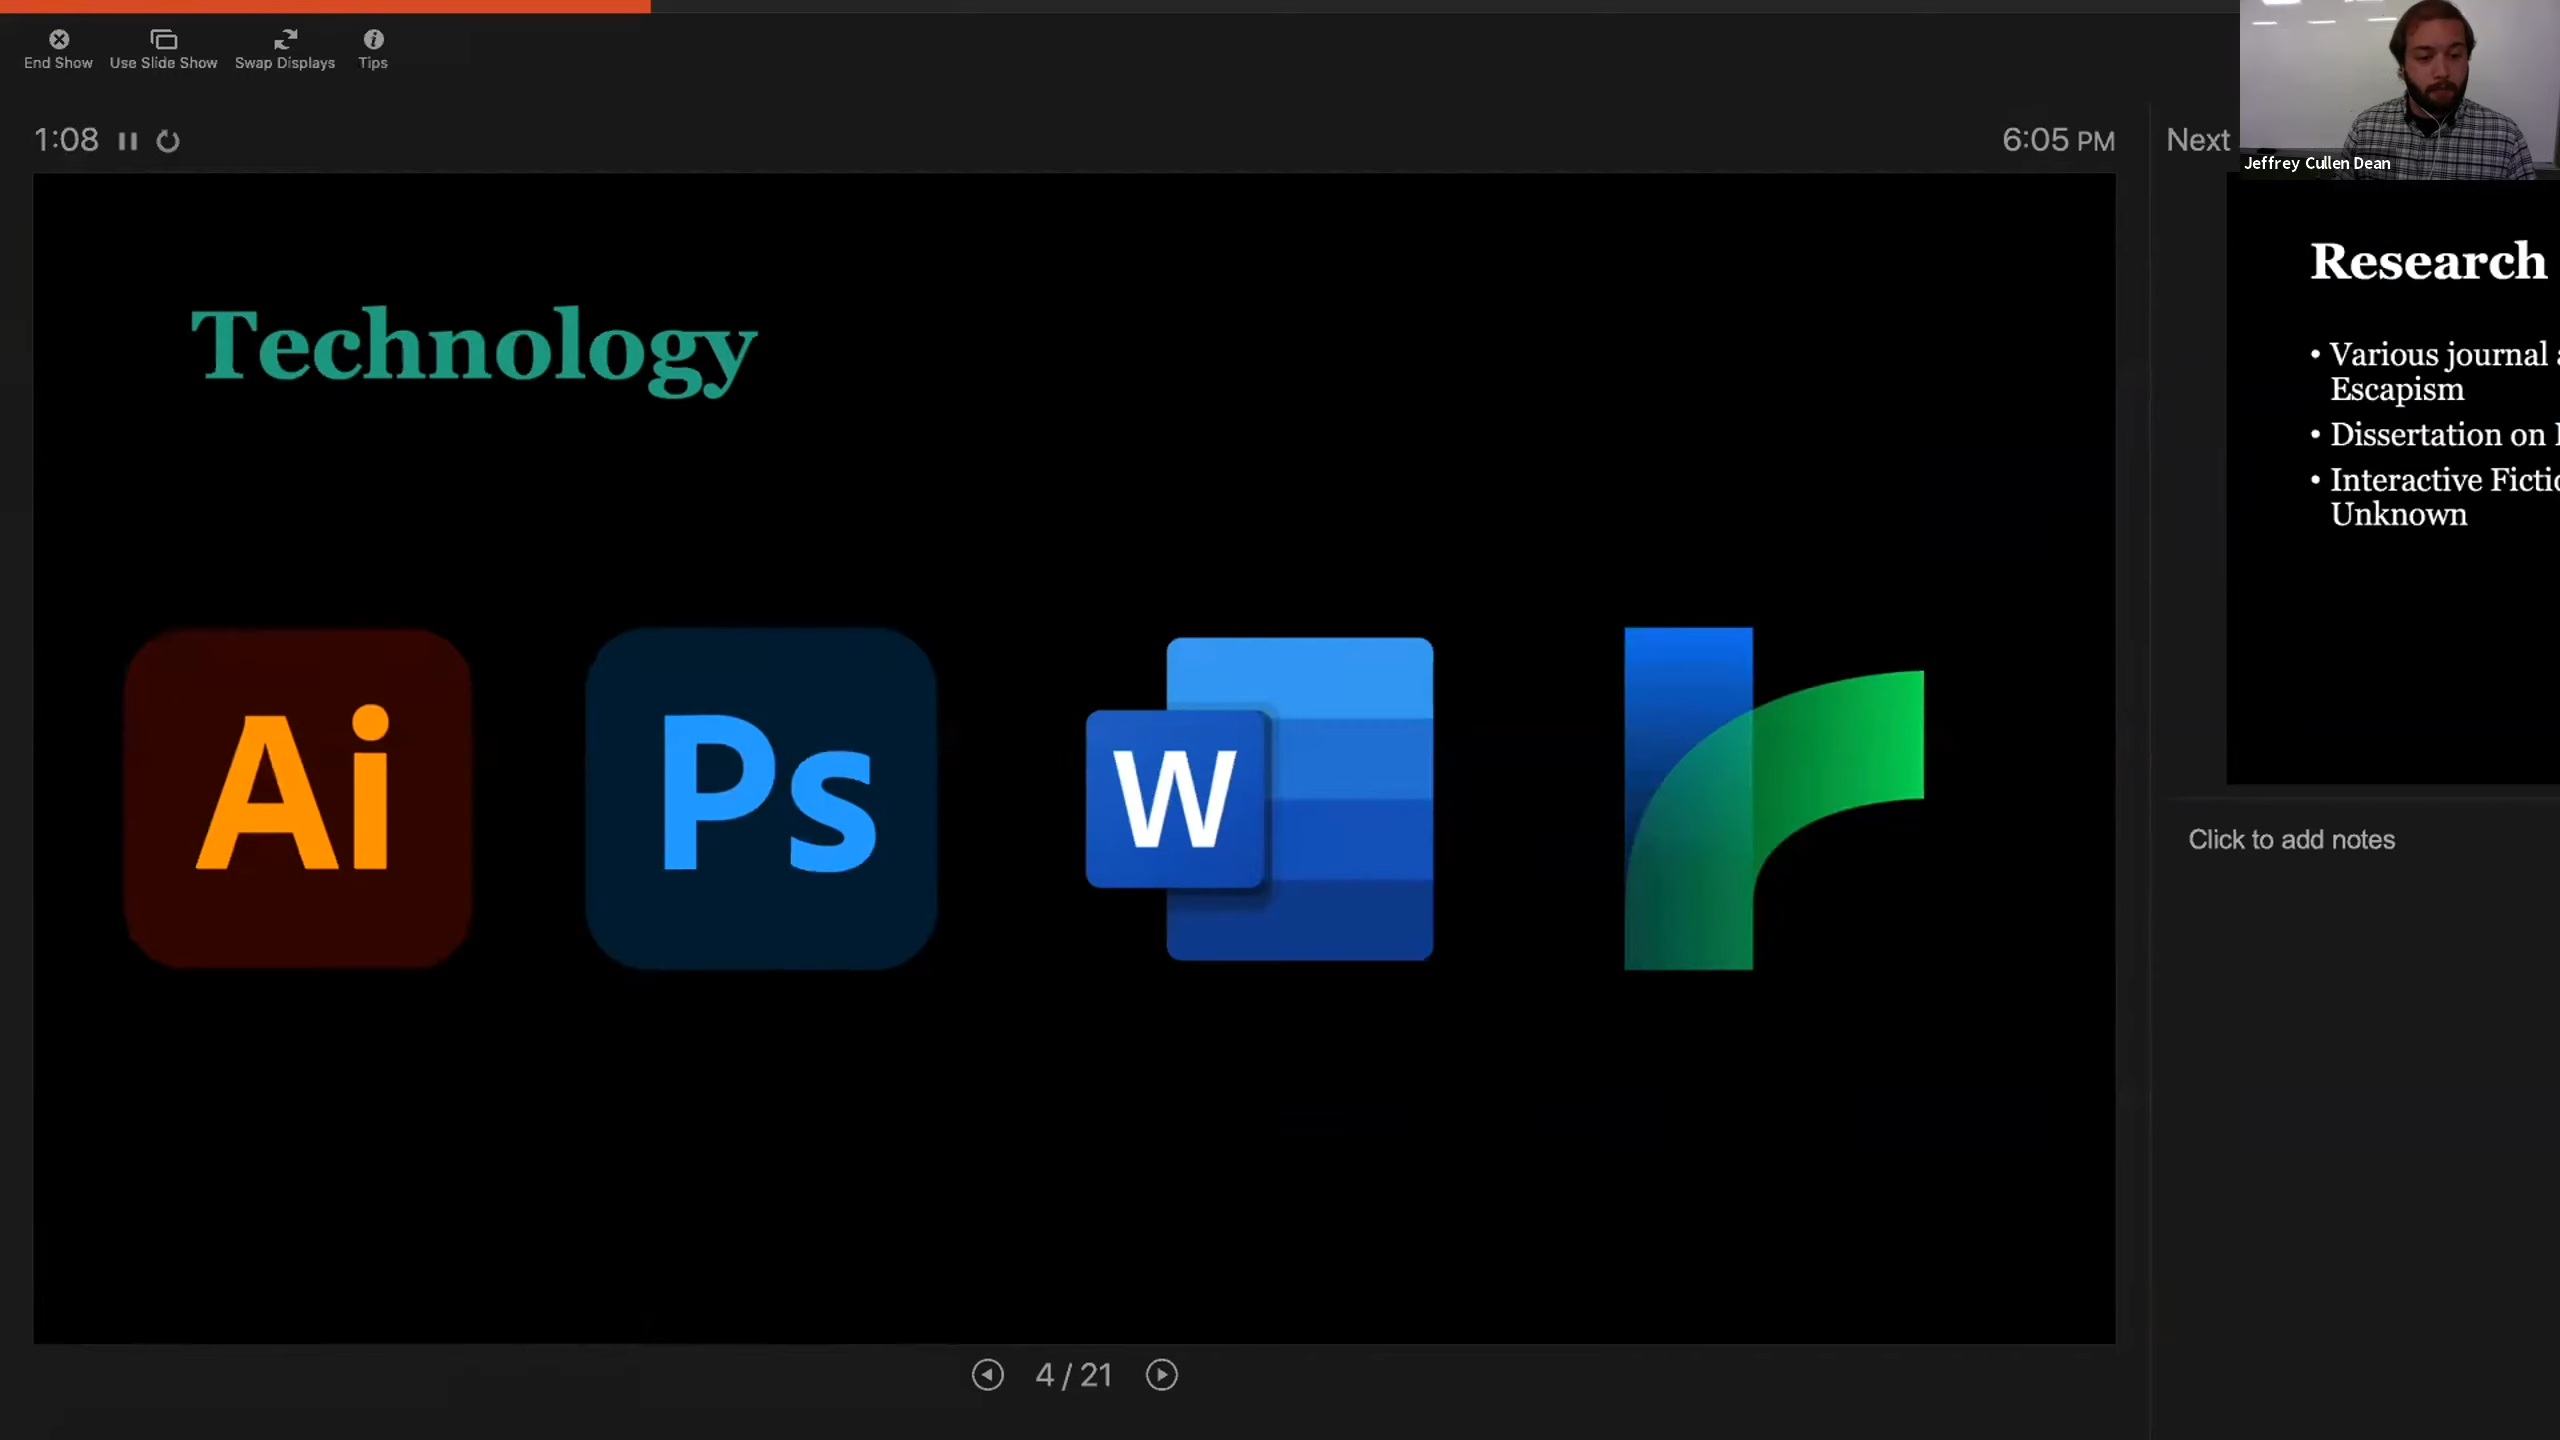 End Show Use Slide Show Swap Displays Tips
1:08
6:05 PM
Next
Jeffrey Cullen Dean
Technology
Ai
Ps
W
Research
• Various journal
Escapism
• Dissertation on
• Interactive
Unknown
Click to add notes
4 / 21